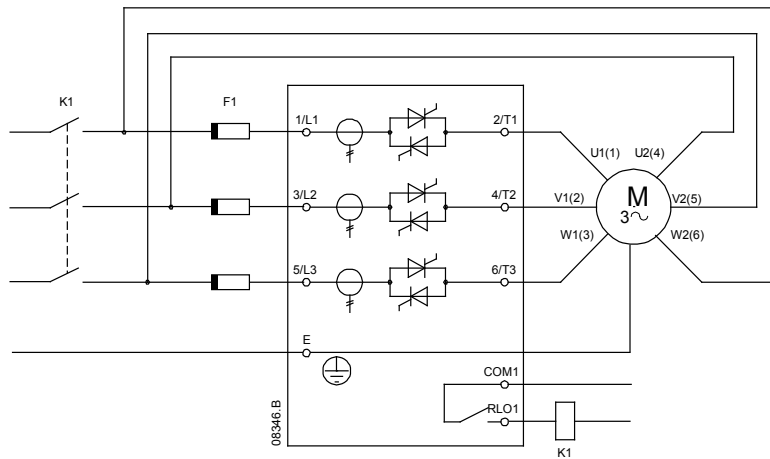 K1
F1
1/L1
2/T1
U1(1)
U2(4)
3/L2
4/T2
V1(2)
M
3～
V2(5)
W1(3)
W2(6)
5/L3
6/T3
E
COM1
RLO1
K1
08346.B